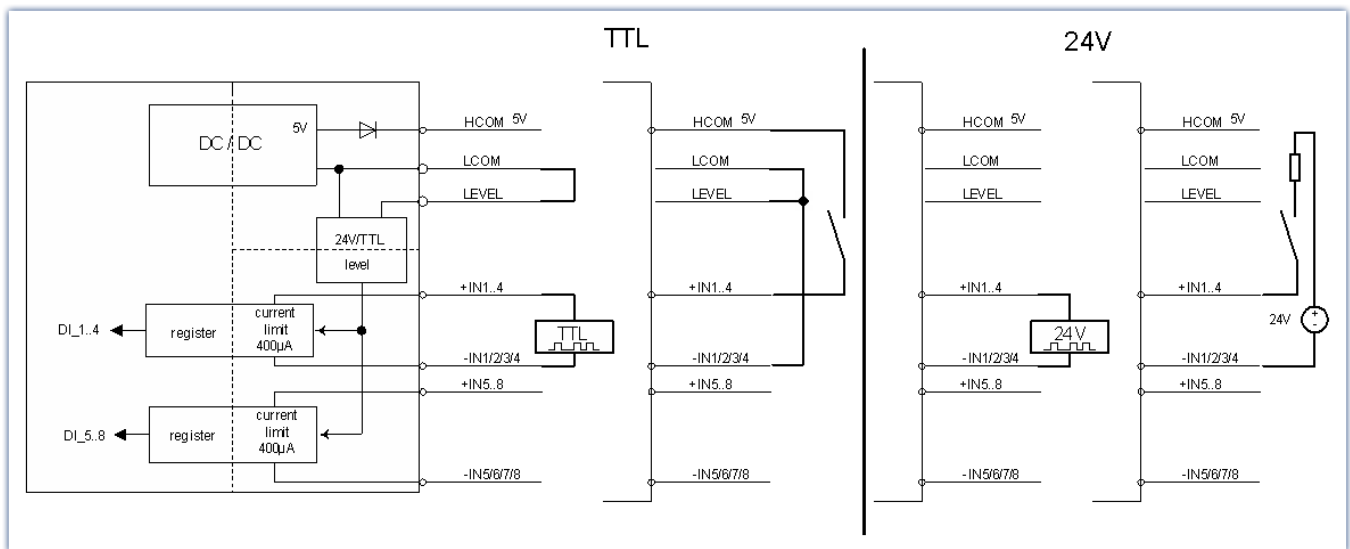 TTL
24V
DC / DC
5V
24V/TTL
level
register
current
limit
400µA
DI_1..4
register
current
limit
400µA
DI_5..8
HCOM 5V
LCOM
LEVEL
+IN1..4
TTL
-IN1/2/3/4
+IN5..8
-IN5/6/7/8
HCOM 5V
LCOM
LEVEL
+IN1..4
-IN1/2/3/4
+IN5..8
-IN5/6/7/8
HCOM 5V
LCOM
LEVEL
+IN1..4
24V
-IN1/2/3/4
+IN5..8
-IN5/6/7/8
HCOM 5V
LCOM
LEVEL
+IN1..4
24V
+
-
-IN1/2/3/4
+IN5..8
-IN5/6/7/8